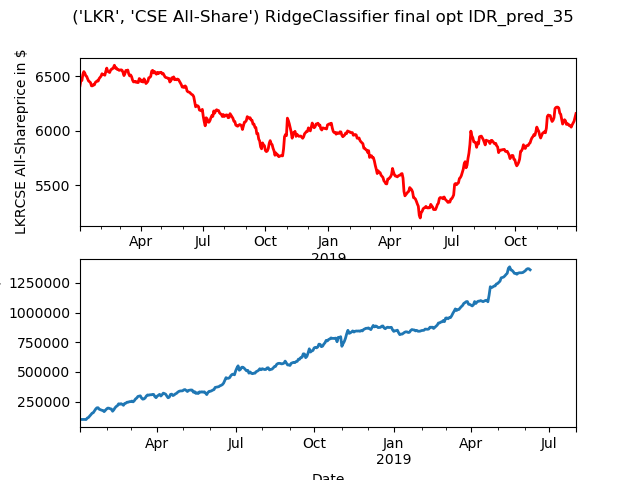 ('LKR', 'CSE All-Share') RidgeClassifier final opt IDR_pred_35
LKRCSE All-Shareprice in $
6500
6000
5500
Apr Jul Oct Jan Apr Jul Oct
2019
1250000
1000000
750000
500000
250000
Apr Jul Oct Jan Apr Jul
2019
Date